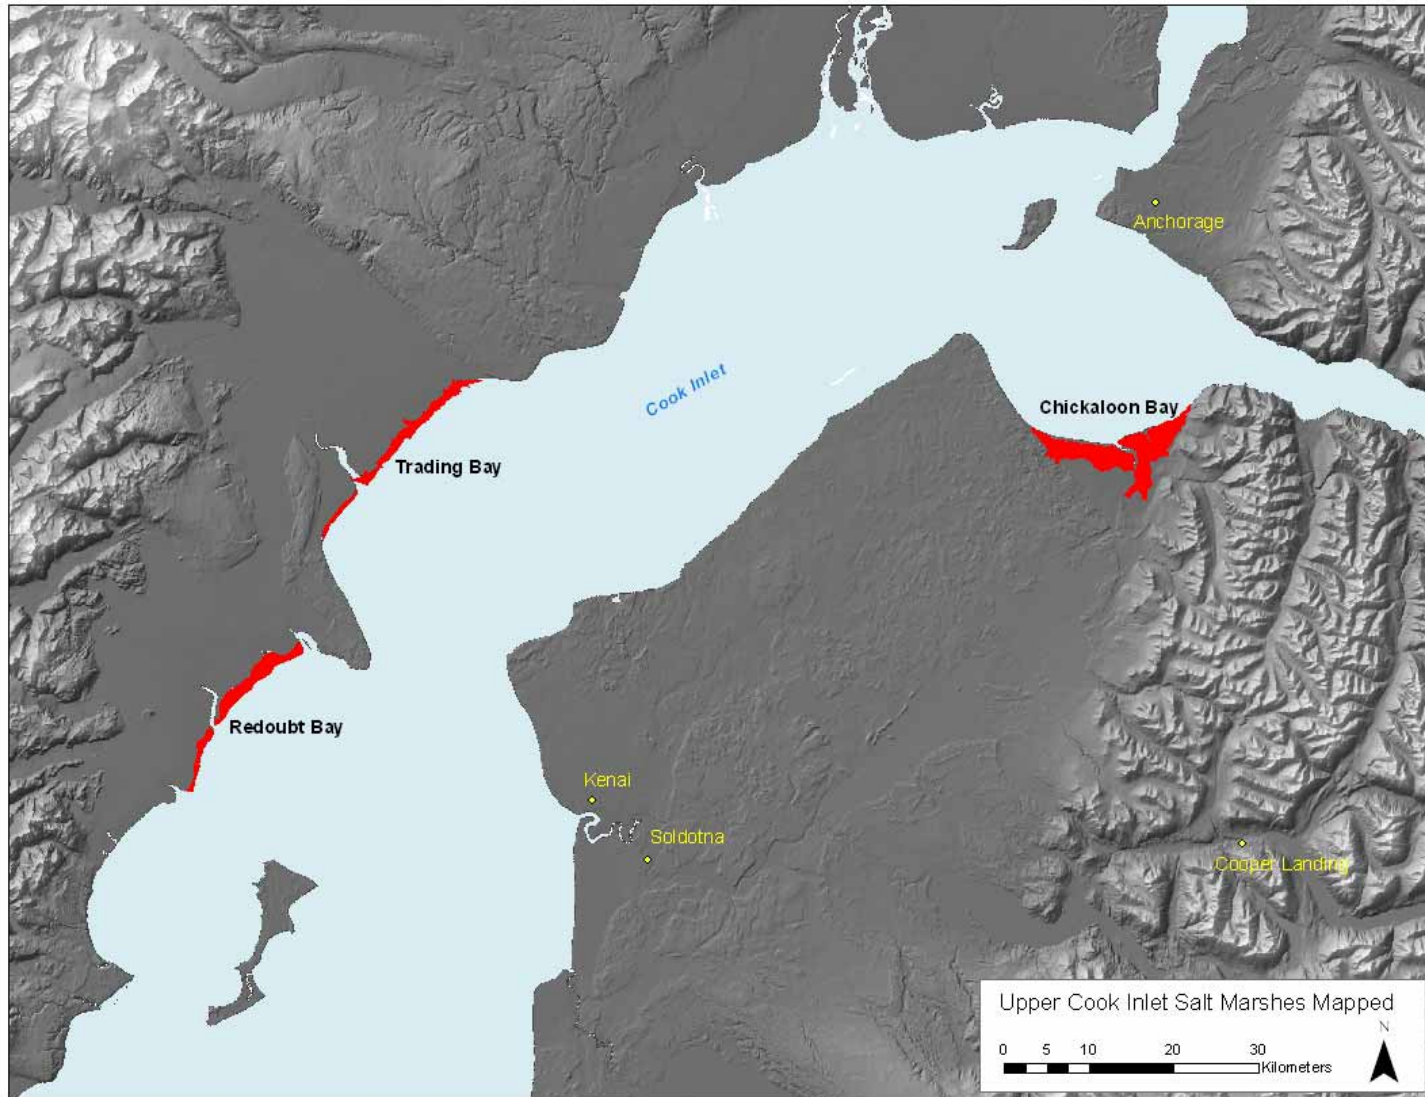 Anchorage
Cook Inlet
Chickaloon Bay
Trading Bay
Redoubt Bay
Kenai
Soldotna
Cooper Landing
Upper Cook Inlet Salt Marshes Mapped
N
0 5 10 20 30
Kilometers